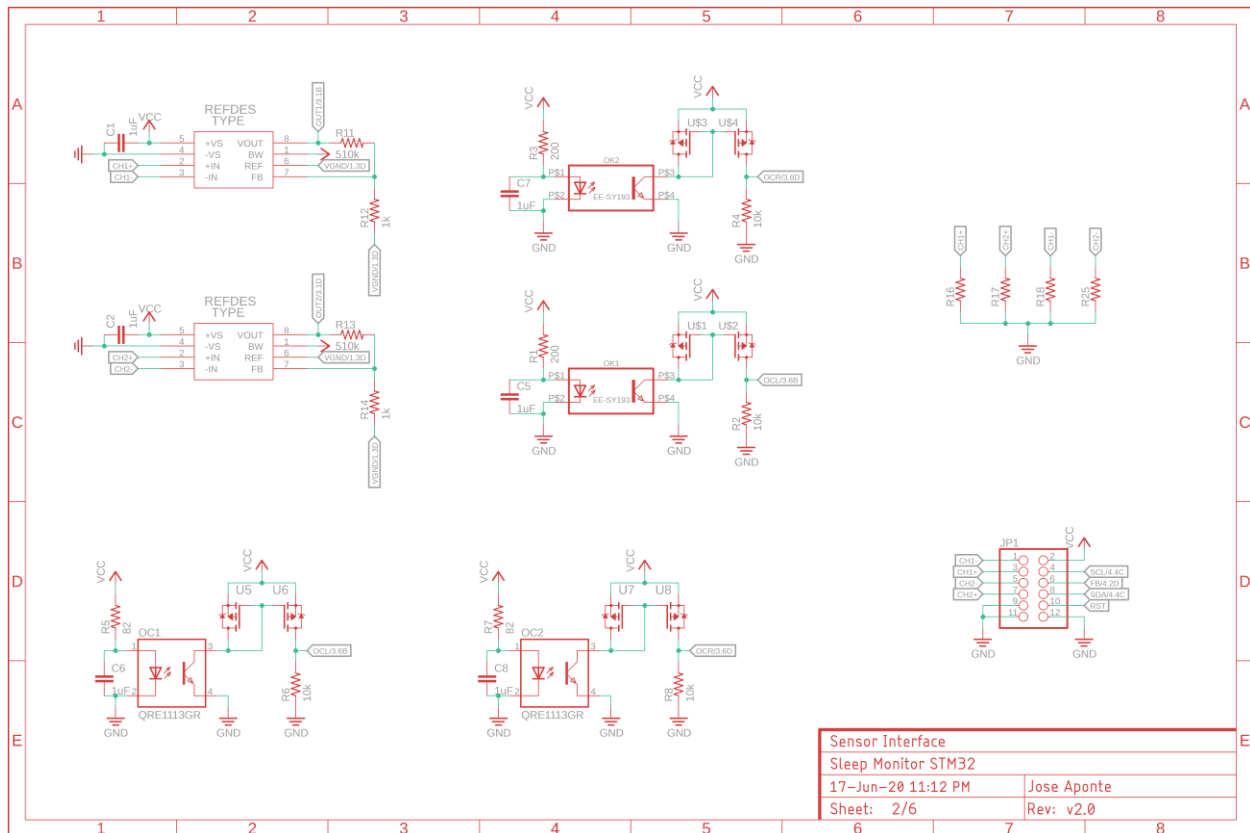 1 2 3 4 5 6 7 8
A
A
B
B
C
C
D
D
E
E
REFDES
TYPE
C1
1uF
VCC
5 +VS VOUT 8
4 -VS BW 1
2 +IN REF 6
3 -IN FB 7
CH1+
CH1-
OUT1/3.1B
R11
510k
VGND/1.3D
R12
1k
VGND/1.3D
REFDES
TYPE
C2
1uF
VCC
5 +VS VOUT 8
4 -VS BW 1
2 +IN REF 6
3 -IN FB 7
CH2+
CH2-
OUT2/3.1D
R13
510k
VGND/1.3D
R14
1k
VGND/1.3D
VCC
R3
200
C7
1uF
OK2
P$1
P$2
P$3
P$4
EE-SY193
GND
GND
VCC
U$3 U$4
OCR/3.6D
R4
10k
GND
VCC
R1
200
C5
1uF
OK1
P$1
P$2
P$3
P$4
EE-SY193
GND
GND
VCC
U$1 U$2
OCL/3.6B
R2
10k
GND
CH1+
CH2+
CH1-
CH2-
R16
R17
R18
R25
GND
VCC
R5
82
C6
1uF
OC1
1
2
3
4
QRE1113GR
GND
GND
VCC
U5 U6
OCL/3.6B
R6
10k
GND
VCC
R7
82
C8
1uF
OC2
1
2
3
4
QRE1113GR
GND
GND
VCC
U7 U8
OCR/3.6D
R8
10k
GND
JP1
VCC
CH1- 1 2
CH1+ 3 4 SCL/4.4C
CH2- 5 6 FB/4.2D
CH2+ 7 8 SDA/4.4C
9 10 RST
11 12
GND
GND
Sensor Interface
Sleep Monitor STM32
17-Jun-20 11:12 PM Jose Aponte
Sheet: 2/6 Rev: v2.0
1 2 3 4 5 6 7 8